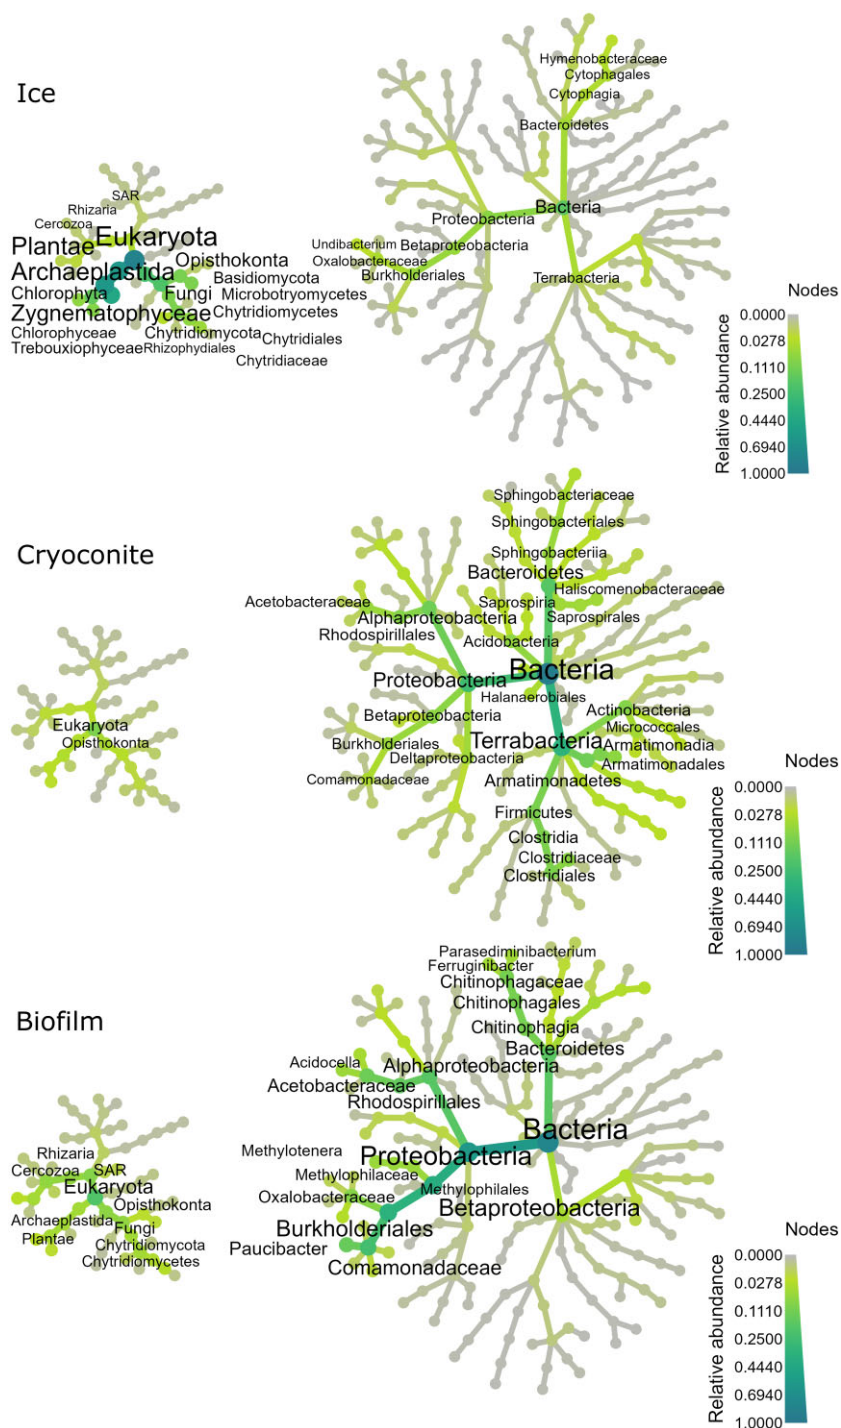 Ice
Hymenobacteraceae
Cytophagales
Cytophagia
Bacteroidetes
SAR
Rhizaria
Cercozoa
Plantae
Eukaryota
Archaeplastida
Opisthokonta
Basidiomycota
Chlorophyta
Fungi
Microbotryomycetes
Zygnematophyceae
Chytridiomycetes
Chlorophyceae
Chytridiomycota
Chytridiales
Trebouxiophyceae
Rhizophydiales
Chytridiaceae
Proteobacteria
Bacteria
Undibacterium
Betaproteobacteria
Oxalobacteraceae
Burkholderiales
Terrabacteria
Nodes
Relative abundance
0.0000
0.0278
0.1110
0.2500
0.4440
0.6940
1.0000
Cryoconite
Sphingobacteriaceae
Sphingobacteriales
Sphingobacteriia
Bacteroidetes
Haliscomenobacteraceae
Acetobacteraceae
Saprospiria
Alphaproteobacteria
Saprospirales
Rhodospirillales
Acidobacteria
Bacteria
Proteobacteria
Halanaerobiales
Eukaryota
Opisthokonta
Betaproteobacteria
Actinobacteria
Micrococcales
Burkholderiales
Terrabacteria
Armatimonadia
Deltaproteobacteria
Armatimonadales
Comamonadaceae
Armatimonadetes
Firmicutes
Clostridia
Clostridiaceae
Clostridiales
Nodes
Relative abundance
0.0000
0.0278
0.1110
0.2500
0.4440
0.6940
1.0000
Biofilm
Parasediminibacterium
Ferruginibacter
Chitinophagaceae
Chitinophagales
Chitinophagia
Bacteroidetes
Acidocella
Alphaproteobacteria
Acetobacteraceae
Rhodospirillales
Bacteria
Rhizaria
Cercozoa
SAR
Eukaryota
Opisthokonta
Archaeplastida
Fungi
Plantae
Chytridiomycota
Chytridiomycetes
Methylotenera
Proteobacteria
Methylophilaceae
Methylophilales
Oxalobacteraceae
Betaproteobacteria
Burkholderiales
Paucibacter
Comamonadaceae
Nodes
Relative abundance
0.0000
0.0278
0.1110
0.2500
0.4440
0.6940
1.0000